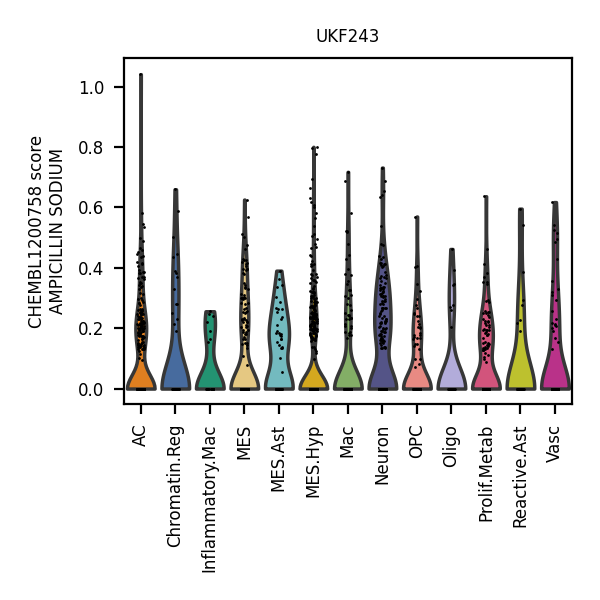 UKF243
CHEMBL1200758 score
AMPICILLIN SODIUM
1.0
0.8
0.6
0.4
0.2
0.0
AC
Chromatin.Reg
Inflammatory.Mac
MES
MES.Ast
MES.Hyp
Mac
Neuron
OPC
Oligo
Prolif.Metab
Reactive.Ast
Vasc